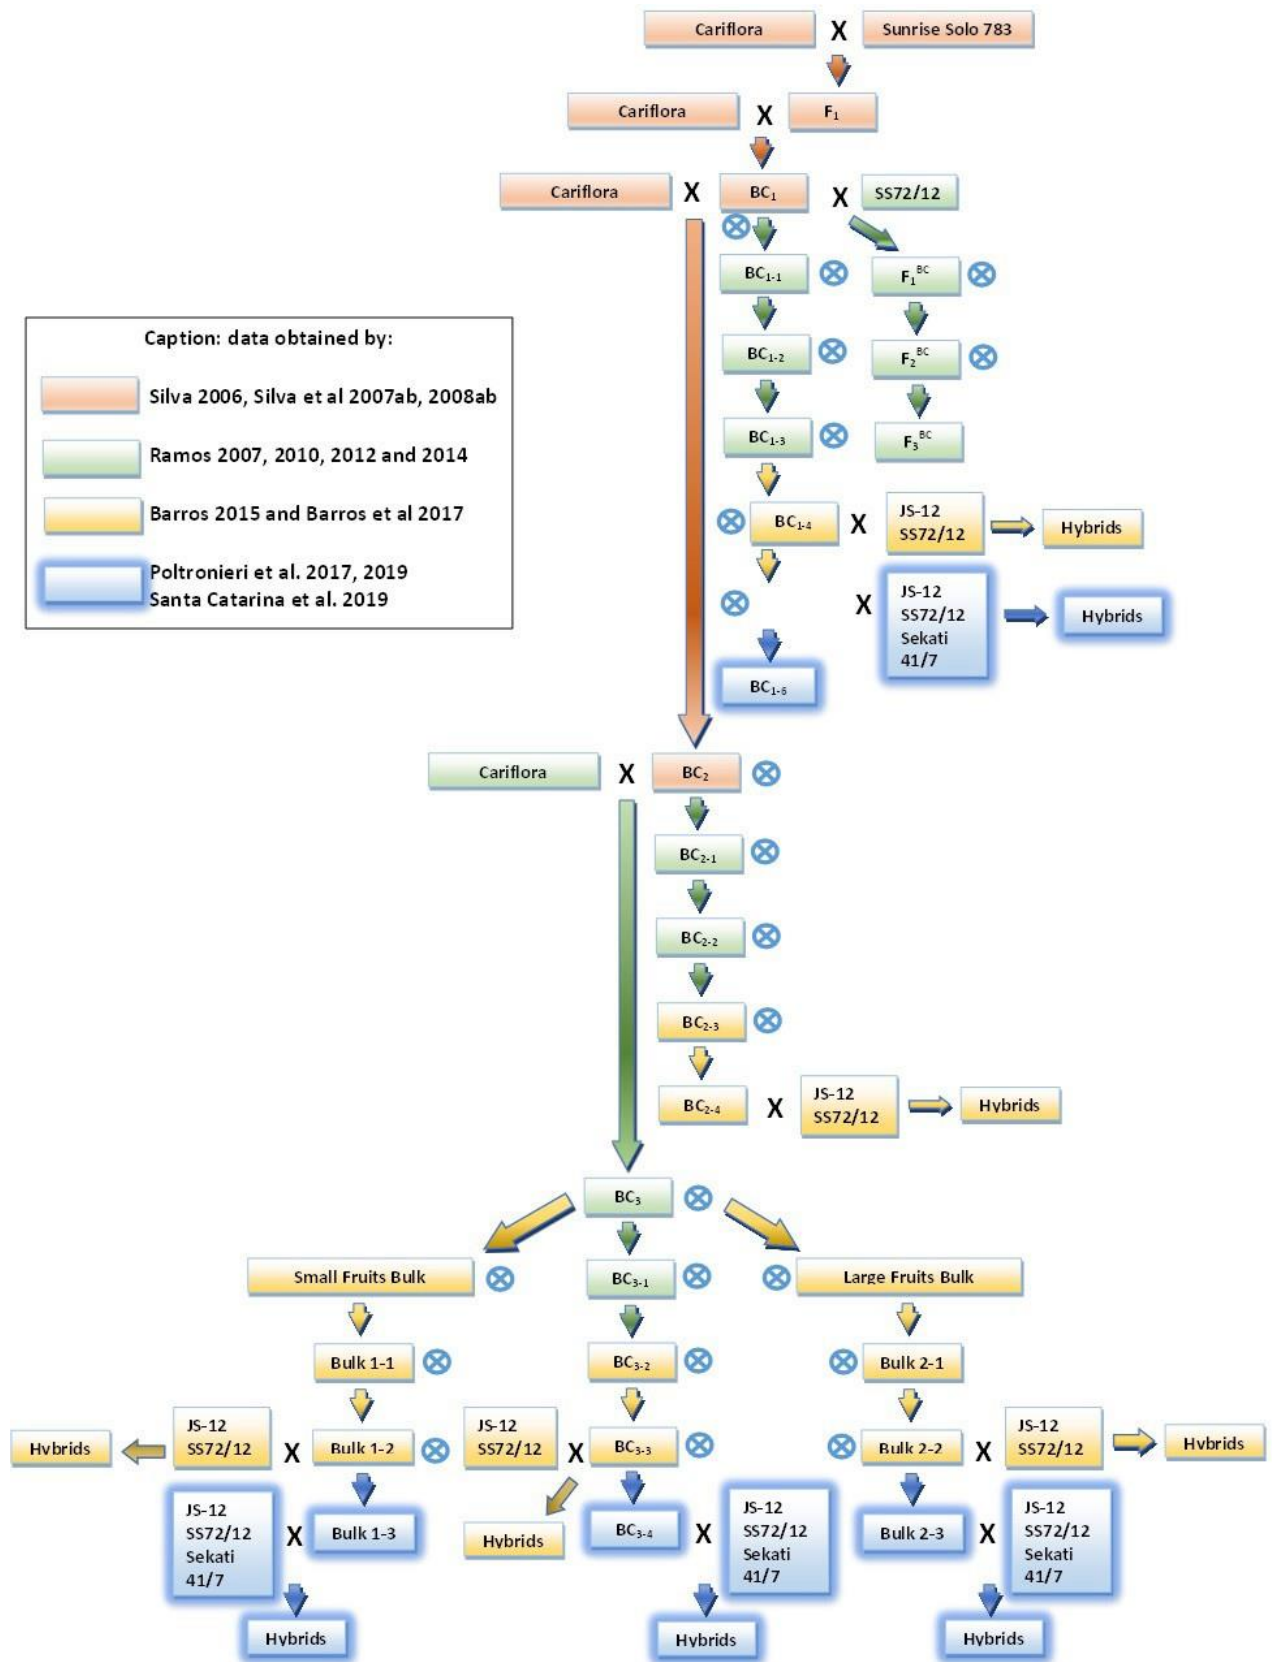 Cariflora X Sunrise Solo 783
Cariflora X F₁
Cariflora X BC₁ X SS72/12
BC₁₋₁ F₁ᴮᶜ
Caption: data obtained by:
Silva 2006, Silva et al 2007ab, 2008ab
Ramos 2007, 2010, 2012 and 2014
Barros 2015 and Barros et al 2017
Poltronieri et al. 2017, 2019
Santa Catarina et al. 2019
BC₁₋₂ F₂ᴮᶜ
BC₁₋₃ F₃ᴮᶜ
BC₁₋₄ X JS-12
SS72/12
Hybrids
X JS-12
SS72/12
Sekati
41/7
Hybrids
BC₁₋₆
Cariflora X BC₂
BC₂₋₁
BC₂₋₂
BC₂₋₃
BC₂₋₄ X JS-12
SS72/12
Hybrids
BC₃
Small Fruits Bulk BC₃₋₁ Large Fruits Bulk
Bulk 1-1 BC₃₋₂ Bulk 2-1
Hybrids
JS-12
SS72/12
X Bulk 1-2
JS-12
SS72/12
X BC₃₋₃
Bulk 2-2 X
JS-12
SS72/12
Hybrids
JS-12
SS72/12
Sekati
41/7
X Bulk 1-3
Hybrids
BC₃₋₄ X
JS-12
SS72/12
Sekati
41/7
Bulk 2-3 X
JS-12
SS72/12
Sekati
41/7
Hybrids Hybrids Hybrids